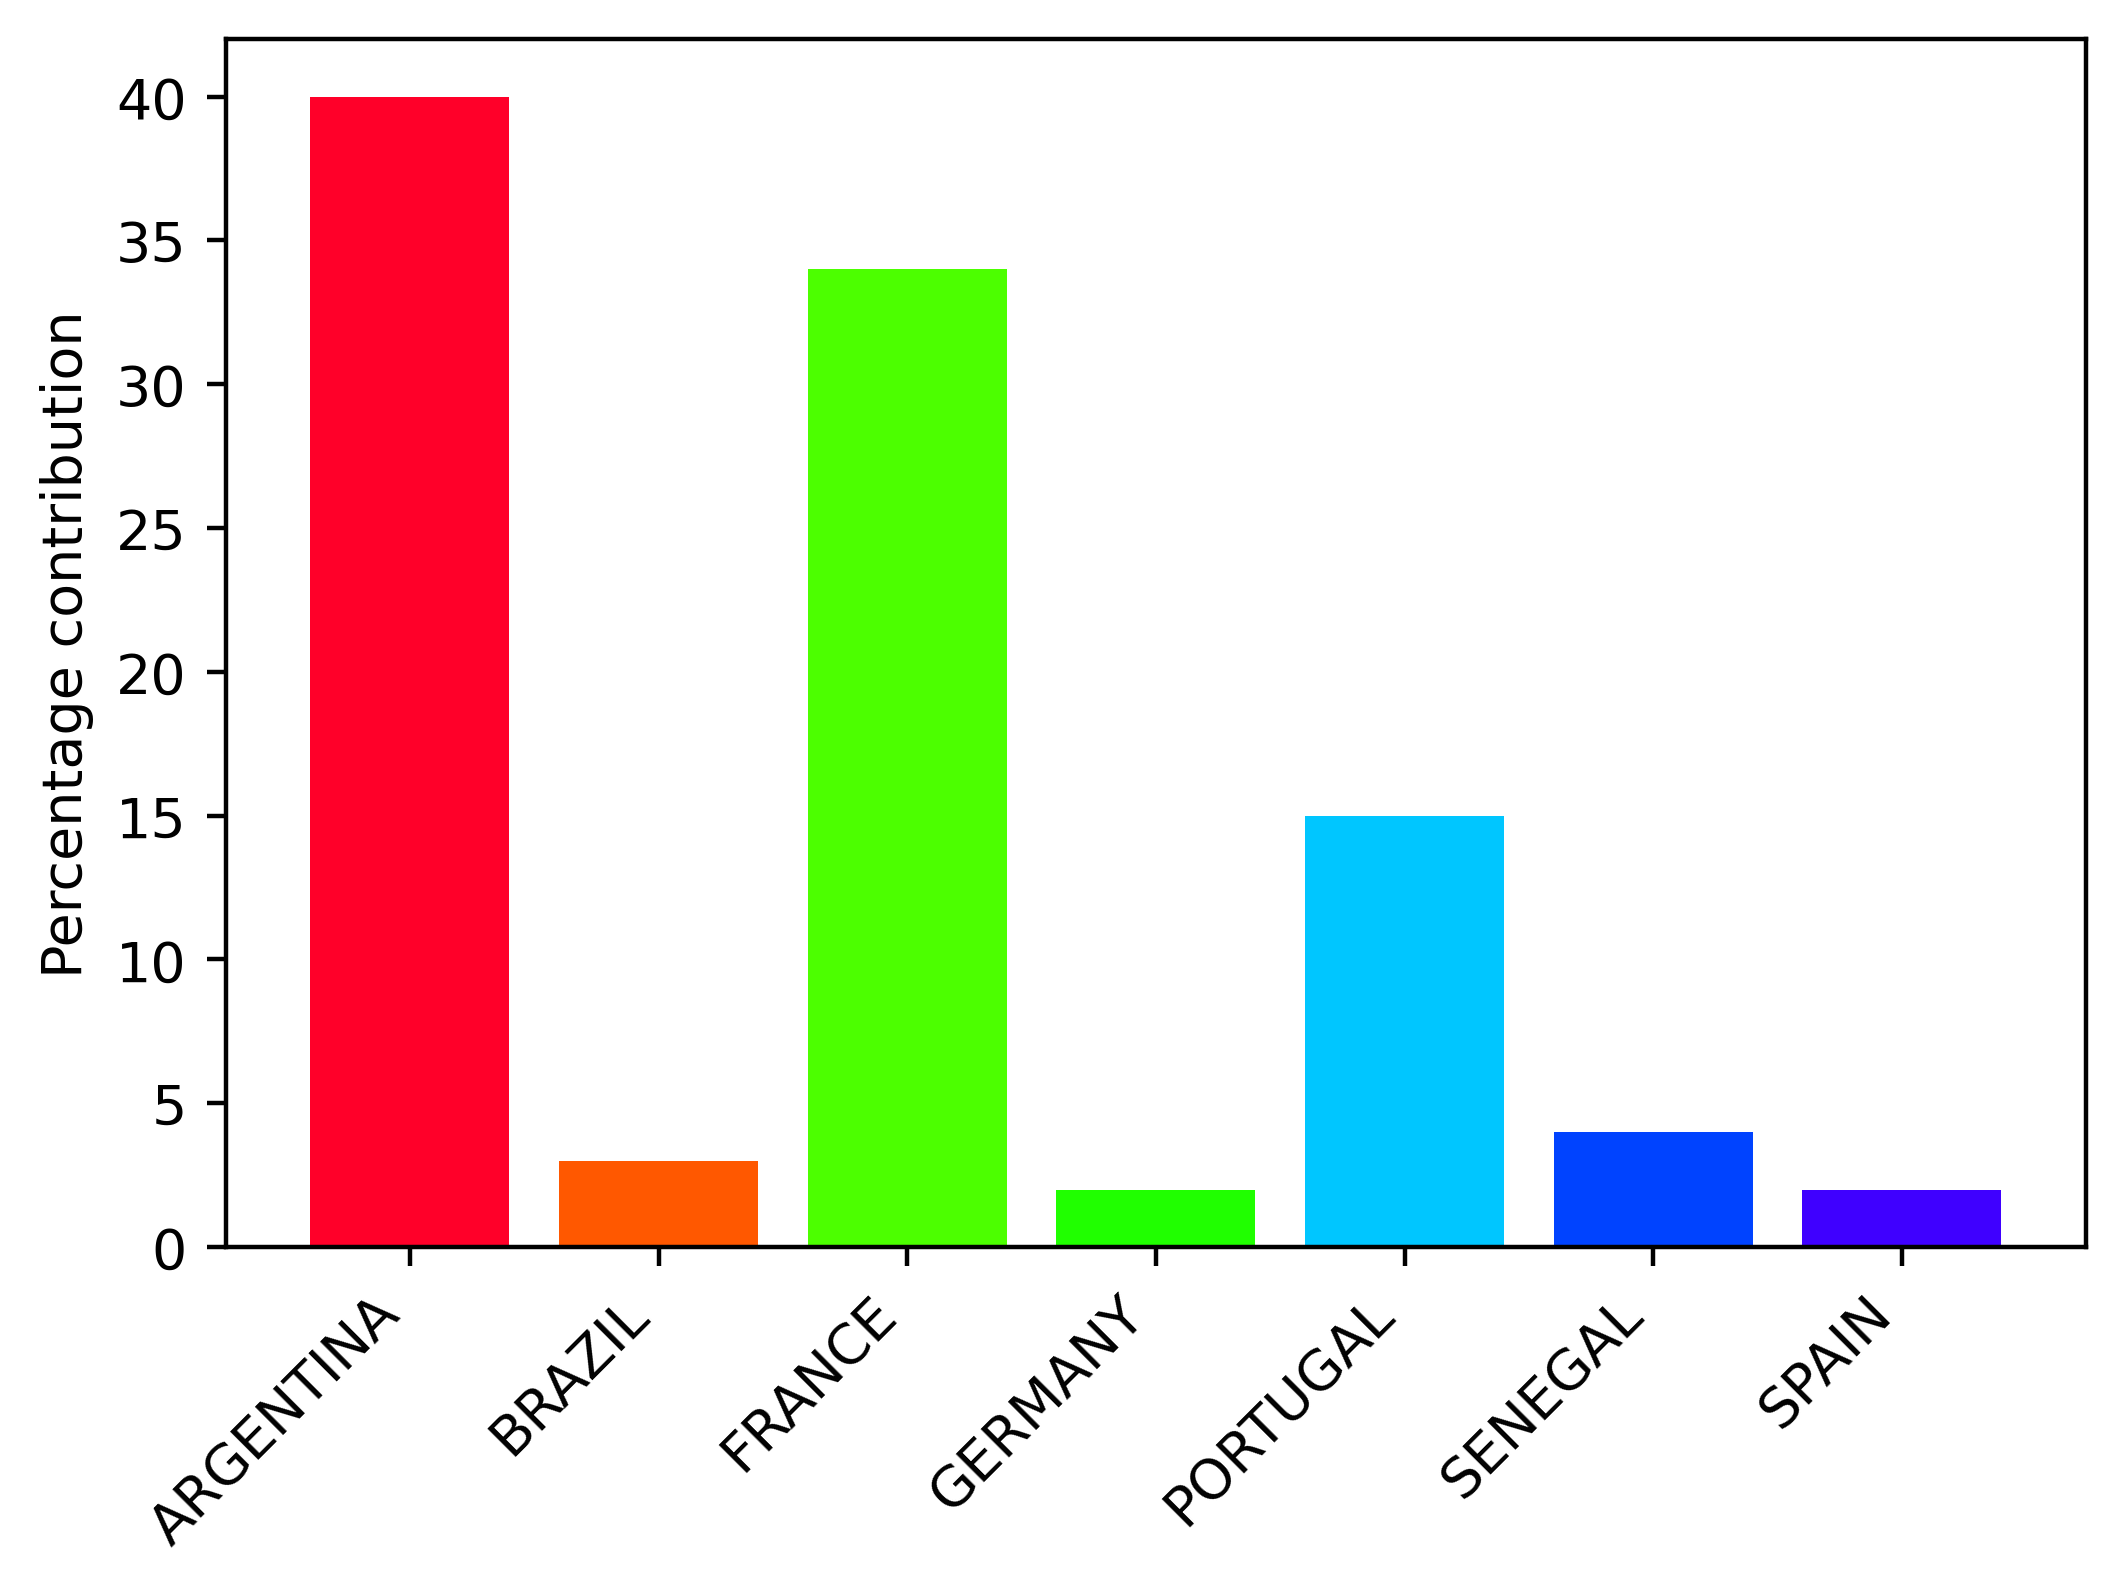 Percentage contribution
40
35
30
25
20
15
10
5
0
ARGENTINA
BRAZIL
FRANCE
GERMANY
PORTUGAL
SENEGAL
SPAIN